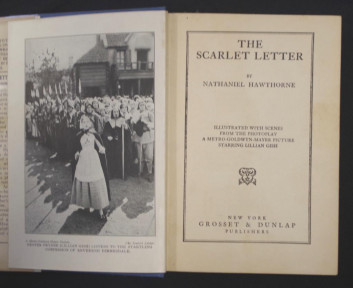 THE
SCARLET LETTER
BY
NATHANIEL HAWTHORNE
ILLUSTRATED WITH SCENES
FROM THE PHOTOPLAY
A METRO-GOLDWYN-MAYER PICTURE
STARRING LILLIAN GISH
NEW YORK
GROSSET & DUNLAP
PUBLISHERS